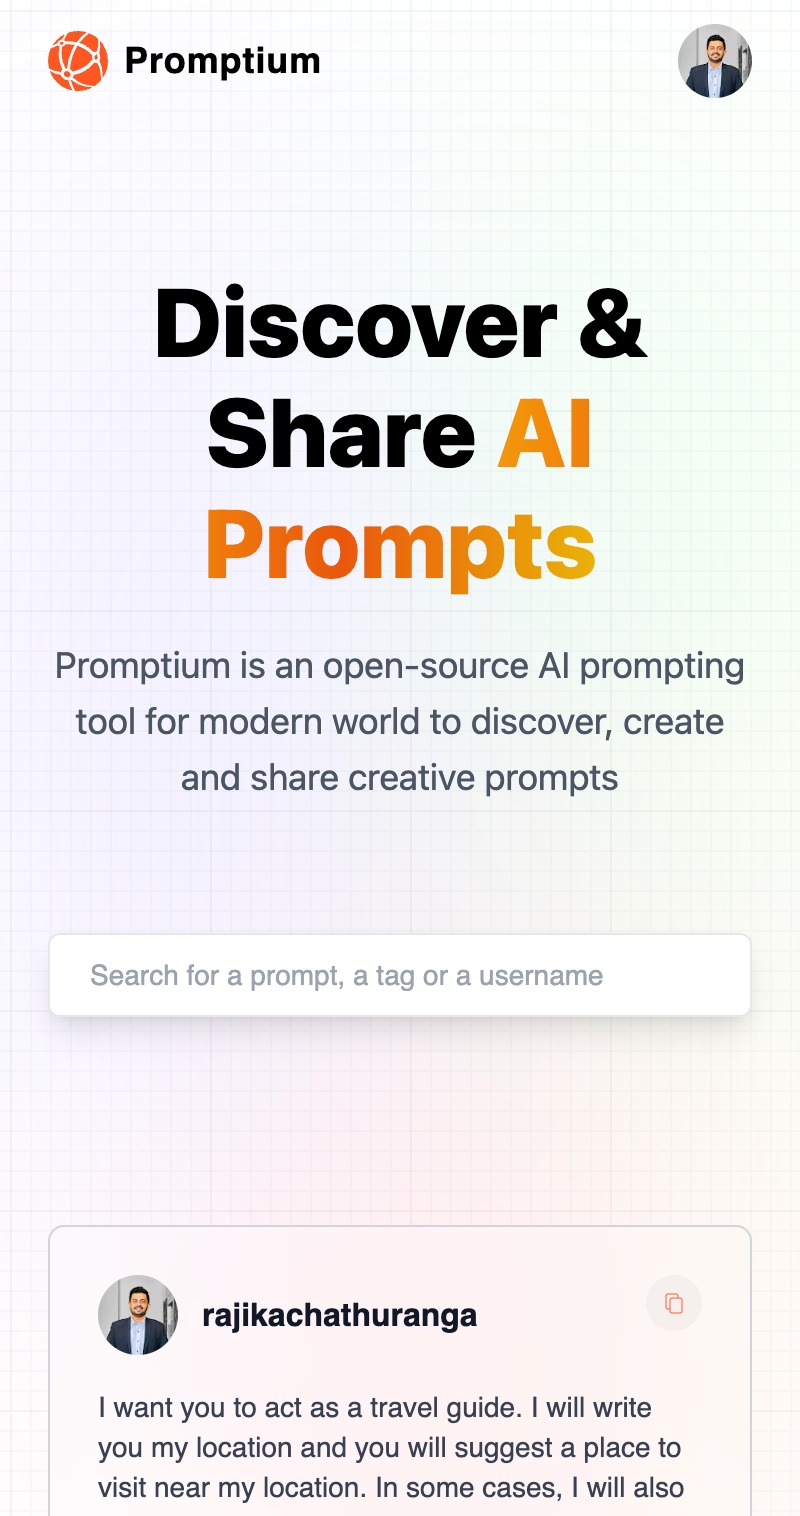 Promptium
Discover &
Share AI
Prompts
Promptium is an open-source AI prompting
tool for modern world to discover, create
and share creative prompts
Search for a prompt, a tag or a username
rajikachathuranga
I want you to act as a travel guide. I will write
you my location and you will suggest a place to
visit near my location. In some cases, I will also